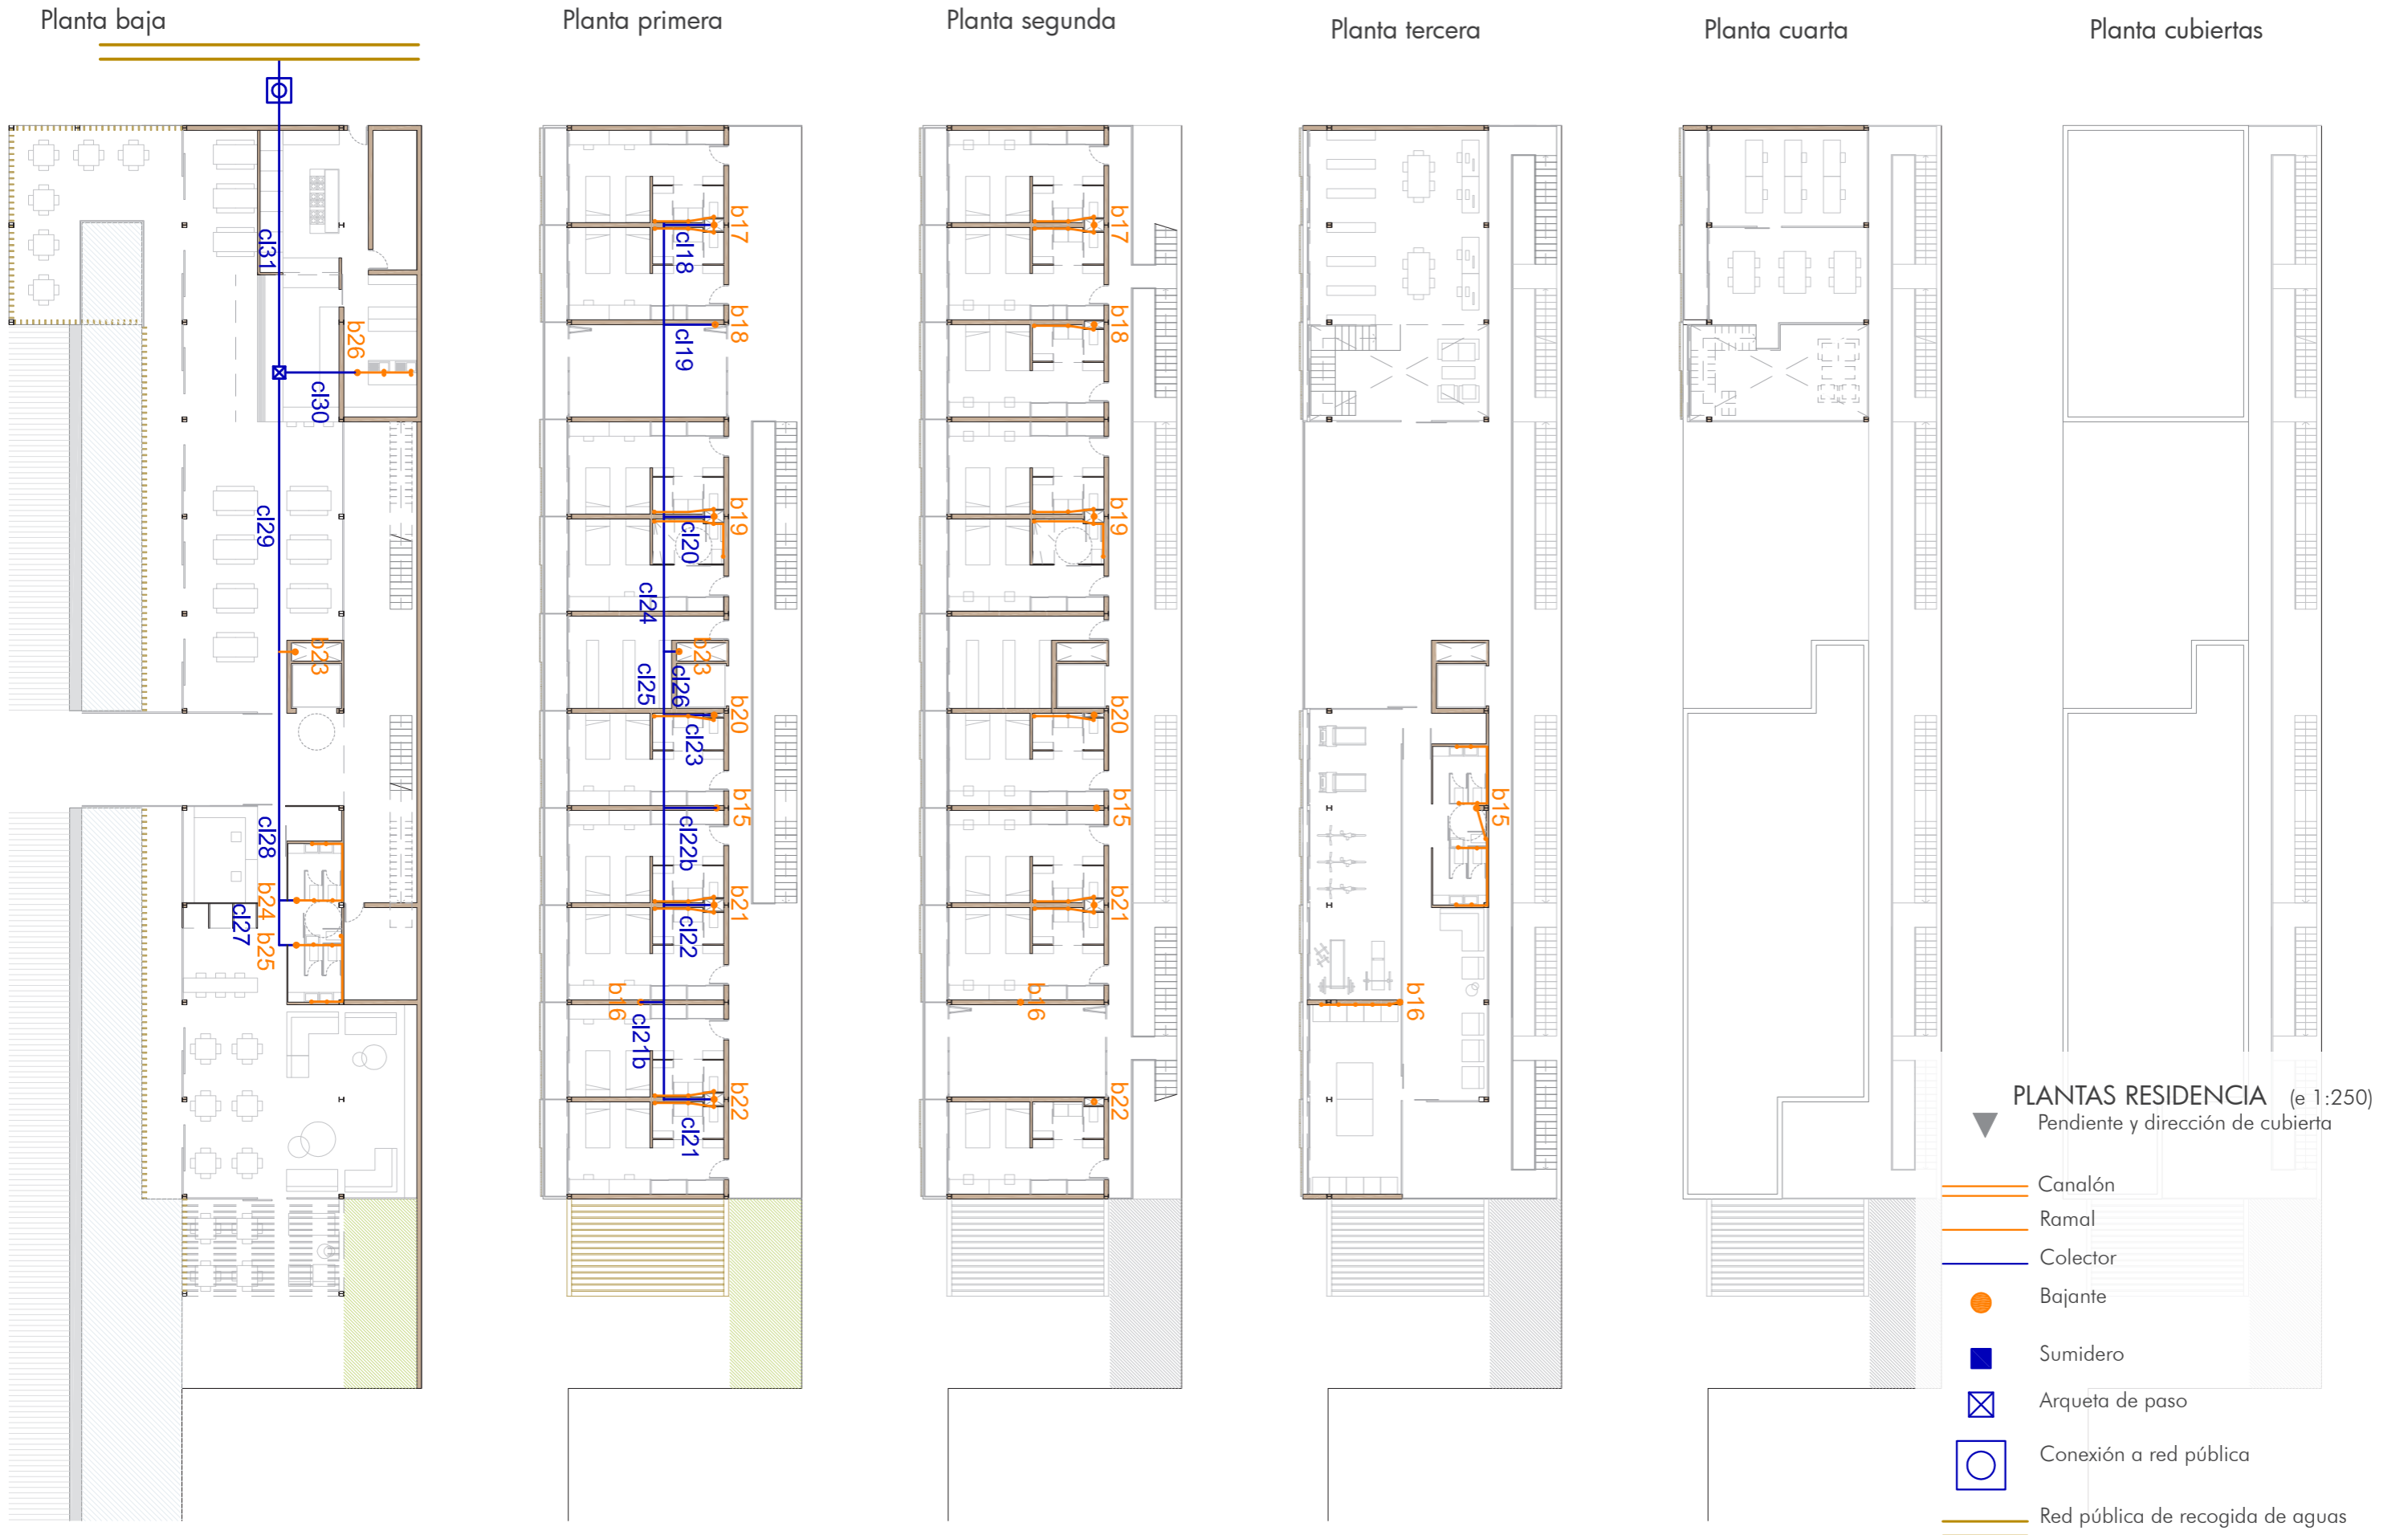 Planta baja
Planta primera
Planta segunda
Planta tercera
Planta cuarta
Planta cubiertas
cl31
b26
cl30
cl29
b23
cl28
b24
cl27
b25
b17
cl18
b18
cl19
b19
cl20
cl24
b23
cl25
cl26
b20
cl23
b15
cl22b
b21
cl22
b16
cl21b
b22
cl21
b17
b18
b19
b20
b15
b21
b16
b22
b15
b16
PLANTAS RESIDENCIA (e 1:250)
Pendiente y dirección de cubierta
Canalón
Ramal
Colector
Bajante
Sumidero
Arqueta de paso
Conexión a red pública
Red pública de recogida de aguas